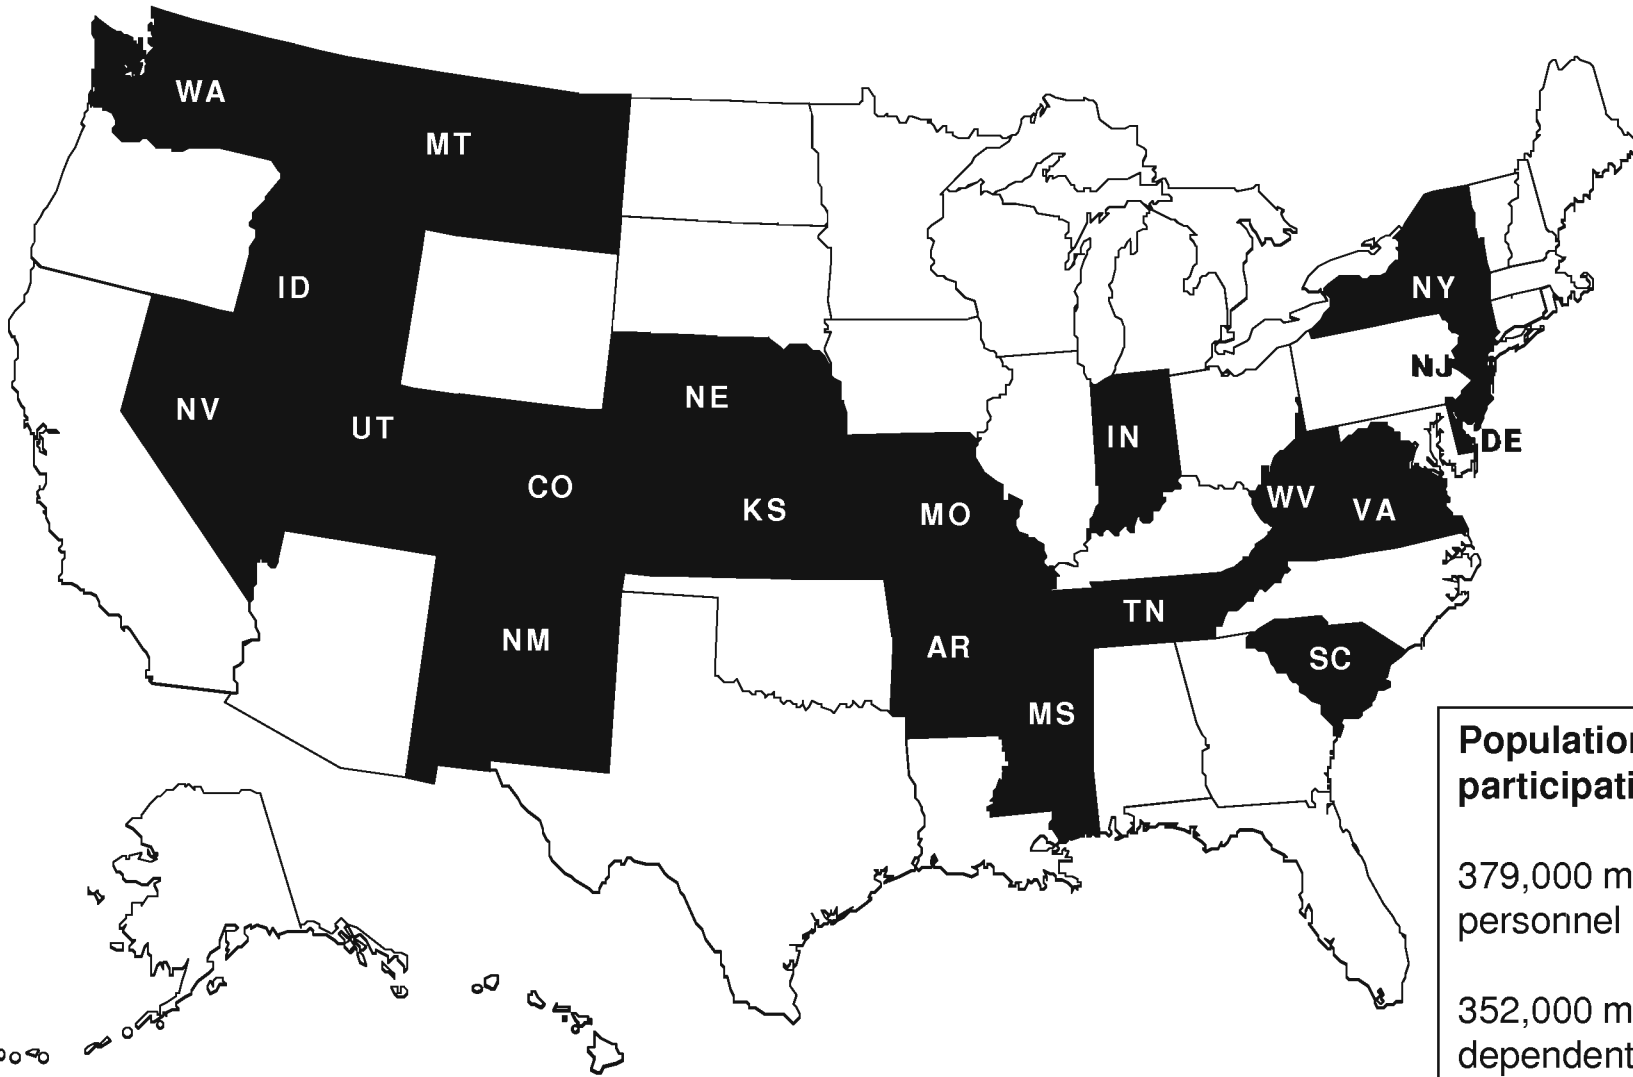 WA
MT
ID
NY
NJ
NE
NV
UT
IN
DE
CO
KS
MO
WV
VA
TN
NM
AR
SC
MS
Population
participati
379,000 m
personnel
352,000 m
dependent